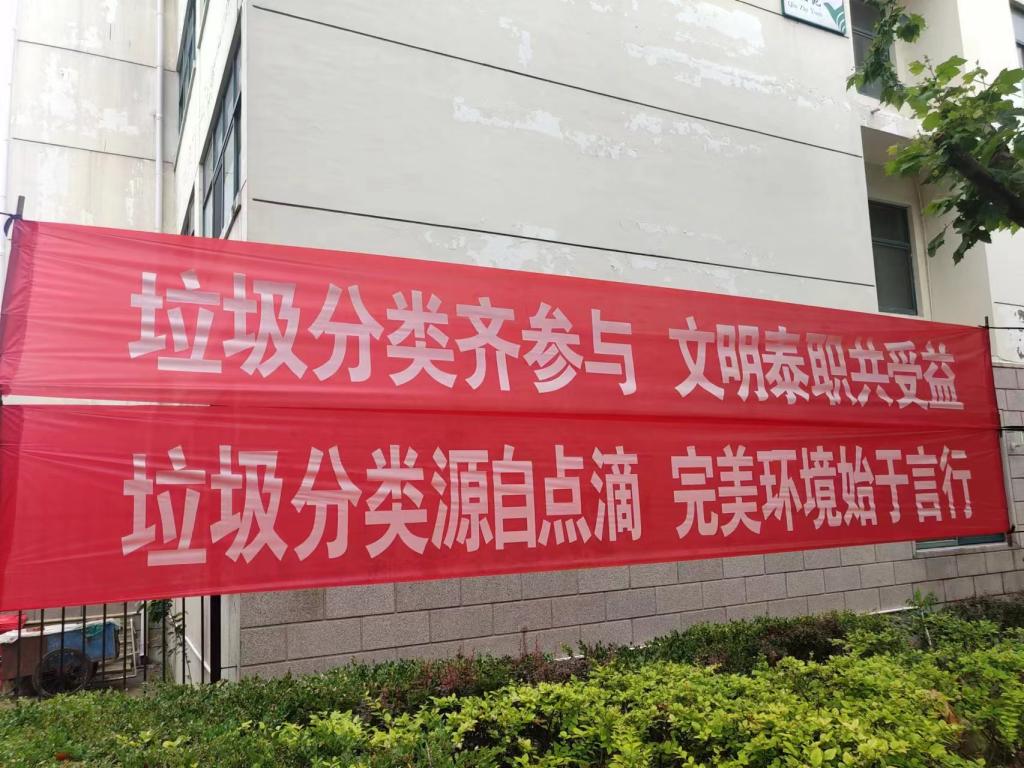 垃圾分类齐参与 文明泰职共受益
垃圾分类源自点滴 完美环境始于言行